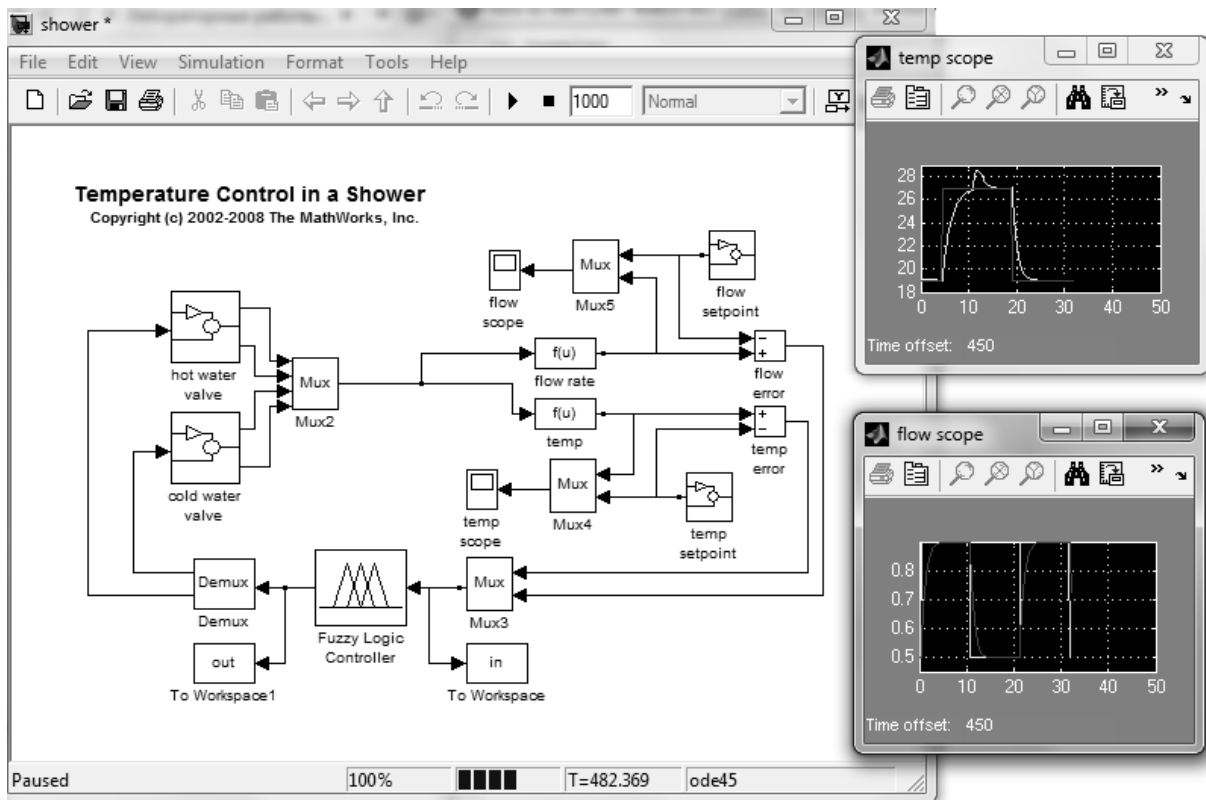 shower *
File Edit View Simulation Format Tools Help
1000 Normal
Temperature Control in a Shower
Copyright (c) 2002-2008 The MathWorks, Inc.
flow
scope
Mux
Mux5
flow
setpoint
hot water
valve
Mux
Mux2
f(u)
flow rate
flow
error
cold water
valve
f(u)
temp
temp
error
temp
scope
Mux
Mux4
temp
setpoint
Demux
Demux
Fuzzy Logic
Controller
Mux
Mux3
out
To Workspace1
in
To Workspace
Paused 100% T=482.369 ode45
temp scope
28
26
24
22
20
18
0 10 20 30 40 50
Time offset: 450
flow scope
0.8
0.7
0.6
0.5
0 10 20 30 40 50
Time offset: 450